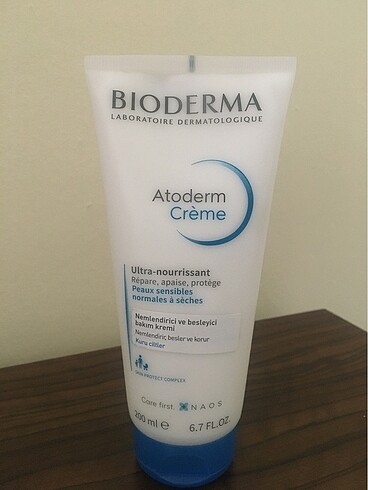 BIODERMA
LABORATOIRE DERMATOLOGIQUE
Atoderm
Crème
Ultra-nourrissant
Répare, apaise, protège
Peaux sensibles
normales à sèches
Nemlendirici ve besleyici
bakım kremi
Nemlendirir, besler ve korur
Kuru ciltler
SKIN PROTECT COMPLEX
Care first. NAOS
200 ml e 6.7 FL.OZ.